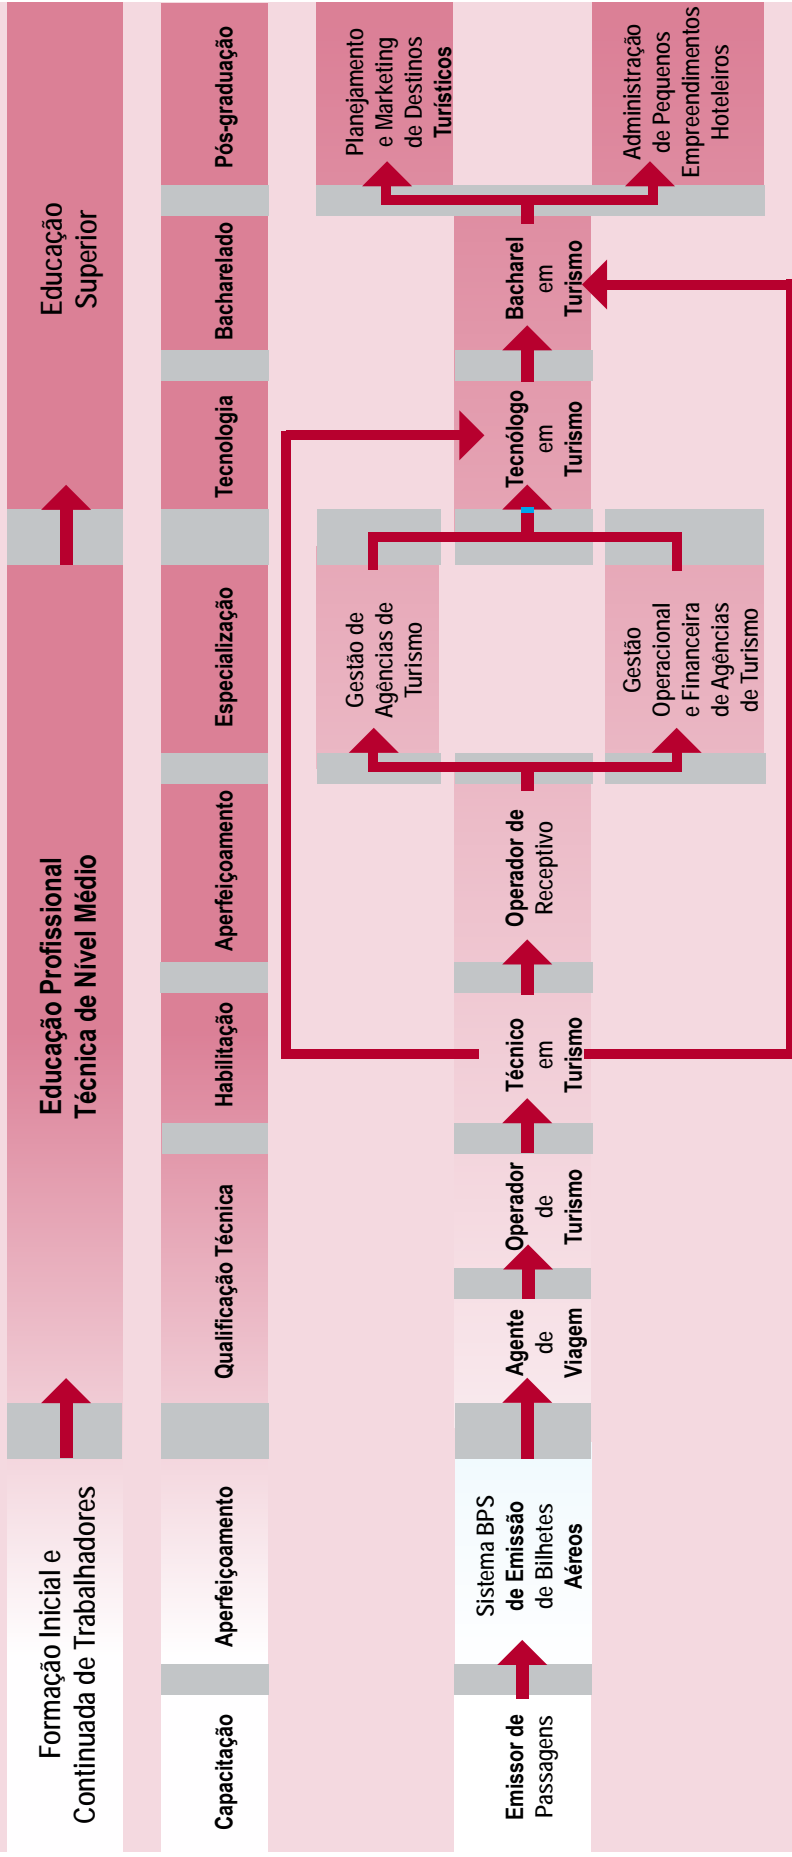 Formação Inicial e
Continuada de Trabalhadores
Educação Profissional
Técnica de Nível Médio
Educação
Superior
Capacitação
Aperfeiçoamento
Qualificação Técnica
Habilitação
Aperfeiçoamento
Especialização
Tecnologia
Bacharelado
Pós-graduação
Emissor de
Passagens
Sistema BPS
de Emissão
de Bilhetes
Aéreos
Agente
de
Viagem
Operador
de
Turismo
Técnico
em
Turismo
Operador de
Receptivo
Gestão de
Agências de
Turismo
Gestão
Operacional
e Financeira
de Agências
de Turismo
Tecnólogo
em
Turismo
Bacharel
em
Turismo
Planejamento
e Marketing
de Destinos
Turísticos
Administração
de Pequenos
Empreendimentos
Hoteleiros